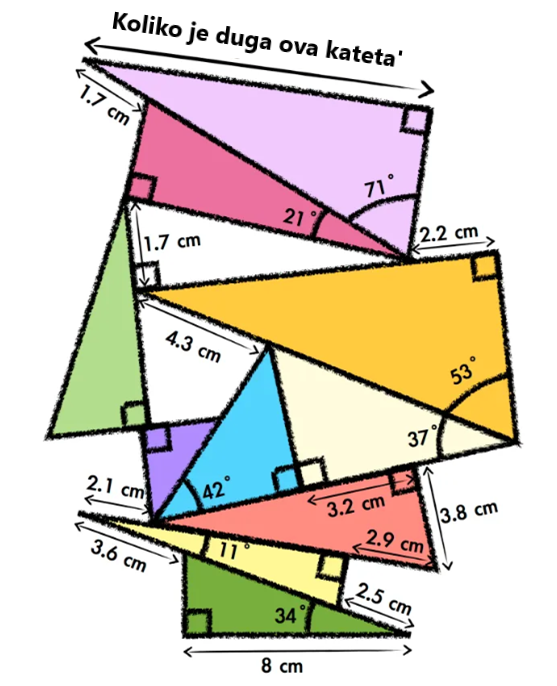 Koliko je duga ova kateta'
1.7 cm
71°
21°
2.2 cm
1.7 cm
4.3 cm
53°
37°
2.1 cm
42°
3.2 cm
3.8 cm
2.9 cm
3.6 cm
11°
2.5 cm
34°
8 cm